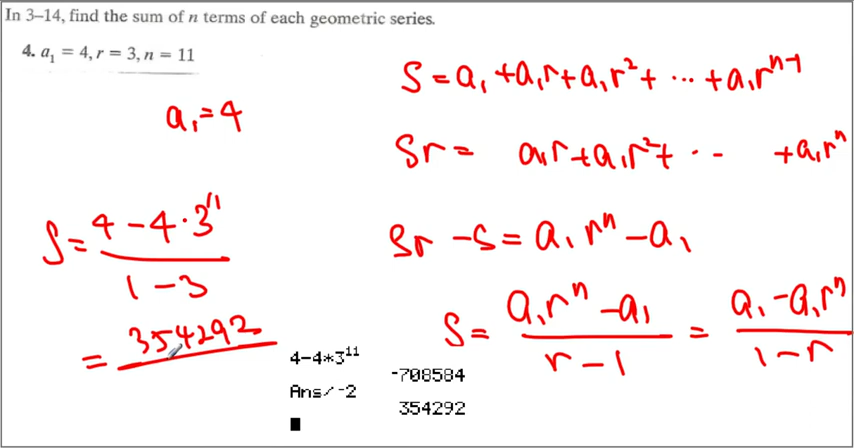 In 3–14, find the sum of n terms of each geometric series.
4. a₁ = 4, r = 3, n = 11
a₁=4
S = 4 - 4·3¹¹ / 1 - 3
= 354292
S = a₁ + a₁r + a₁r² + ··· + a₁rⁿ⁻¹
Sr = a₁r + a₁r² + ··· + a₁rⁿ
Sr - S = a₁rⁿ - a₁
S = a₁rⁿ - a₁ / r - 1 = a₁ - a₁rⁿ / 1 - r
4-4*3¹¹
-708584
Ans/-2
354292